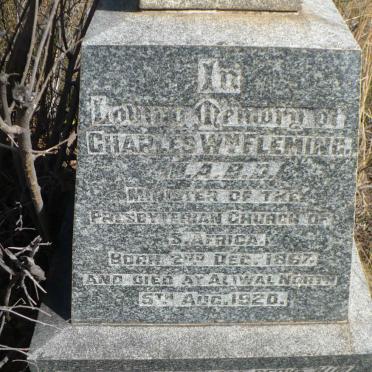 In
Loving Memory of
CHARLES WM FLEMING.
M.A. B.D.
MINISTER OF THE
PRESBYTERIAN CHURCH OF
S. AFRICA.
BORN 2ND DEC. 1867.
AND DIED AT ALIWAL NORTH
5TH AUG. 1920.